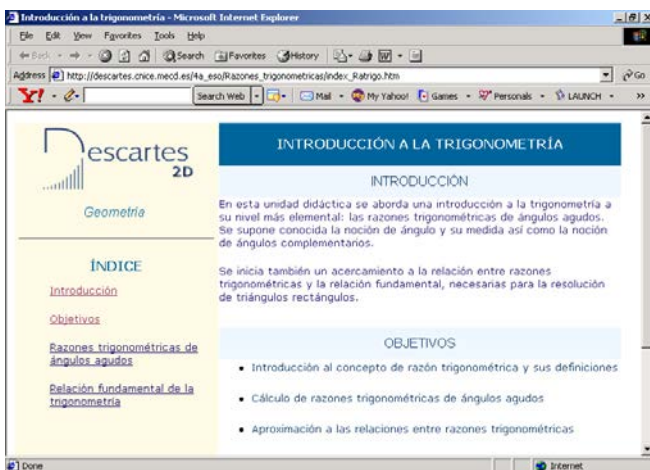 Introducción a la trigonometría - Microsoft Internet Explorer
File Edit View Favorites Tools Help
Back Search Favorites History
Address http://descartes.cnice.mecd.es/4a_eso/Razones_trigonometricas/index_Ratrigo.htm Go
Y! Search Web Mail My Yahoo! Games Personals LAUNCH »
Descartes
2D
Geometría
ÍNDICE
Introducción
Objetivos
Razones trigonométricas de
ángulos agudos
Relación fundamental de la
trigonometría
INTRODUCCIÓN A LA TRIGONOMETRÍA
INTRODUCCIÓN
En esta unidad didáctica se aborda una introducción a la trigonometría a
su nivel más elemental: las razones trigonométricas de ángulos agudos.
Se supone conocida la noción de ángulo y su medida así como la noción
de ángulos complementarios.
Se inicia también un acercamiento a la relación entre razones
trigonométricas y la relación fundamental, necesarias para la resolución
de triángulos rectángulos.
OBJETIVOS
• Introducción al concepto de razón trigonométrica y sus definiciones
• Cálculo de razones trigonométricas de ángulos agudos
• Aproximación a las relaciones entre razones trigonométricas
Done Internet